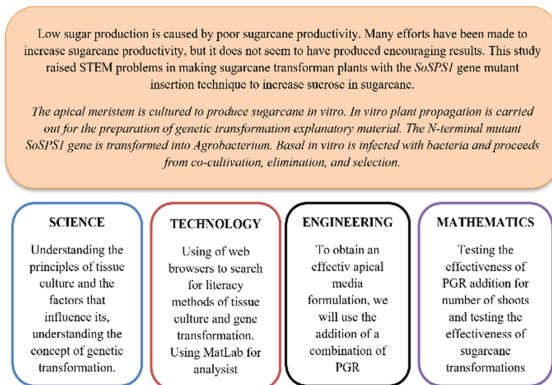 Low sugar production is caused by poor sugarcane productivity. Many efforts have been made to
increase sugarcane productivity, but it does not seem to have produced encouraging results. This study
raised STEM problems in making sugarcane transforman plants with the SoSPS1 gene mutant
insertion technique to increase sucrose in sugarcane.
The apical meristem is cultured to produce sugarcane in vitro. In vitro plant propagation is carried
out for the preparation of genetic transformation explanatory material. The N-terminal mutant
SoSPS1 gene is transformed into Agrobacterium. Basal in vitro is infected with bacteria and proceeds
from co-cultivation, elimination, and selection.
SCIENCE
Understanding the
principles of tissue
culture and the
factors that
influence its,
understanding the
concept of genetic
transformation.
TECHNOLOGY
Using of web
browsers to search
for literacy
methods of tissue
culture and gene
transformation.
Using MatLab for
analysist
ENGINEERING
To obtain an
effectiv apical
media
formulation, we
will use the
addition of a
combination of
PGR
MATHEMATICS
Testing the
effectiveness of
PGR addition for
number of shoots
and testing the
effectiveness of
sugarcane
transformations